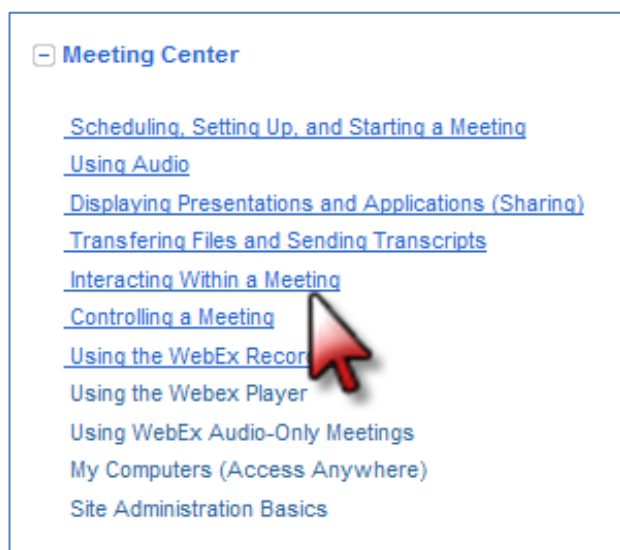 Meeting Center
Scheduling, Setting Up, and Starting a Meeting
Using Audio
Displaying Presentations and Applications (Sharing)
Transfering Files and Sending Transcripts
Interacting Within a Meeting
Controlling a Meeting
Using the WebEx
Using the Webex Player
Using WebEx Audio-Only Meetings
My Computers (Access Anywhere)
Site Administration Basics